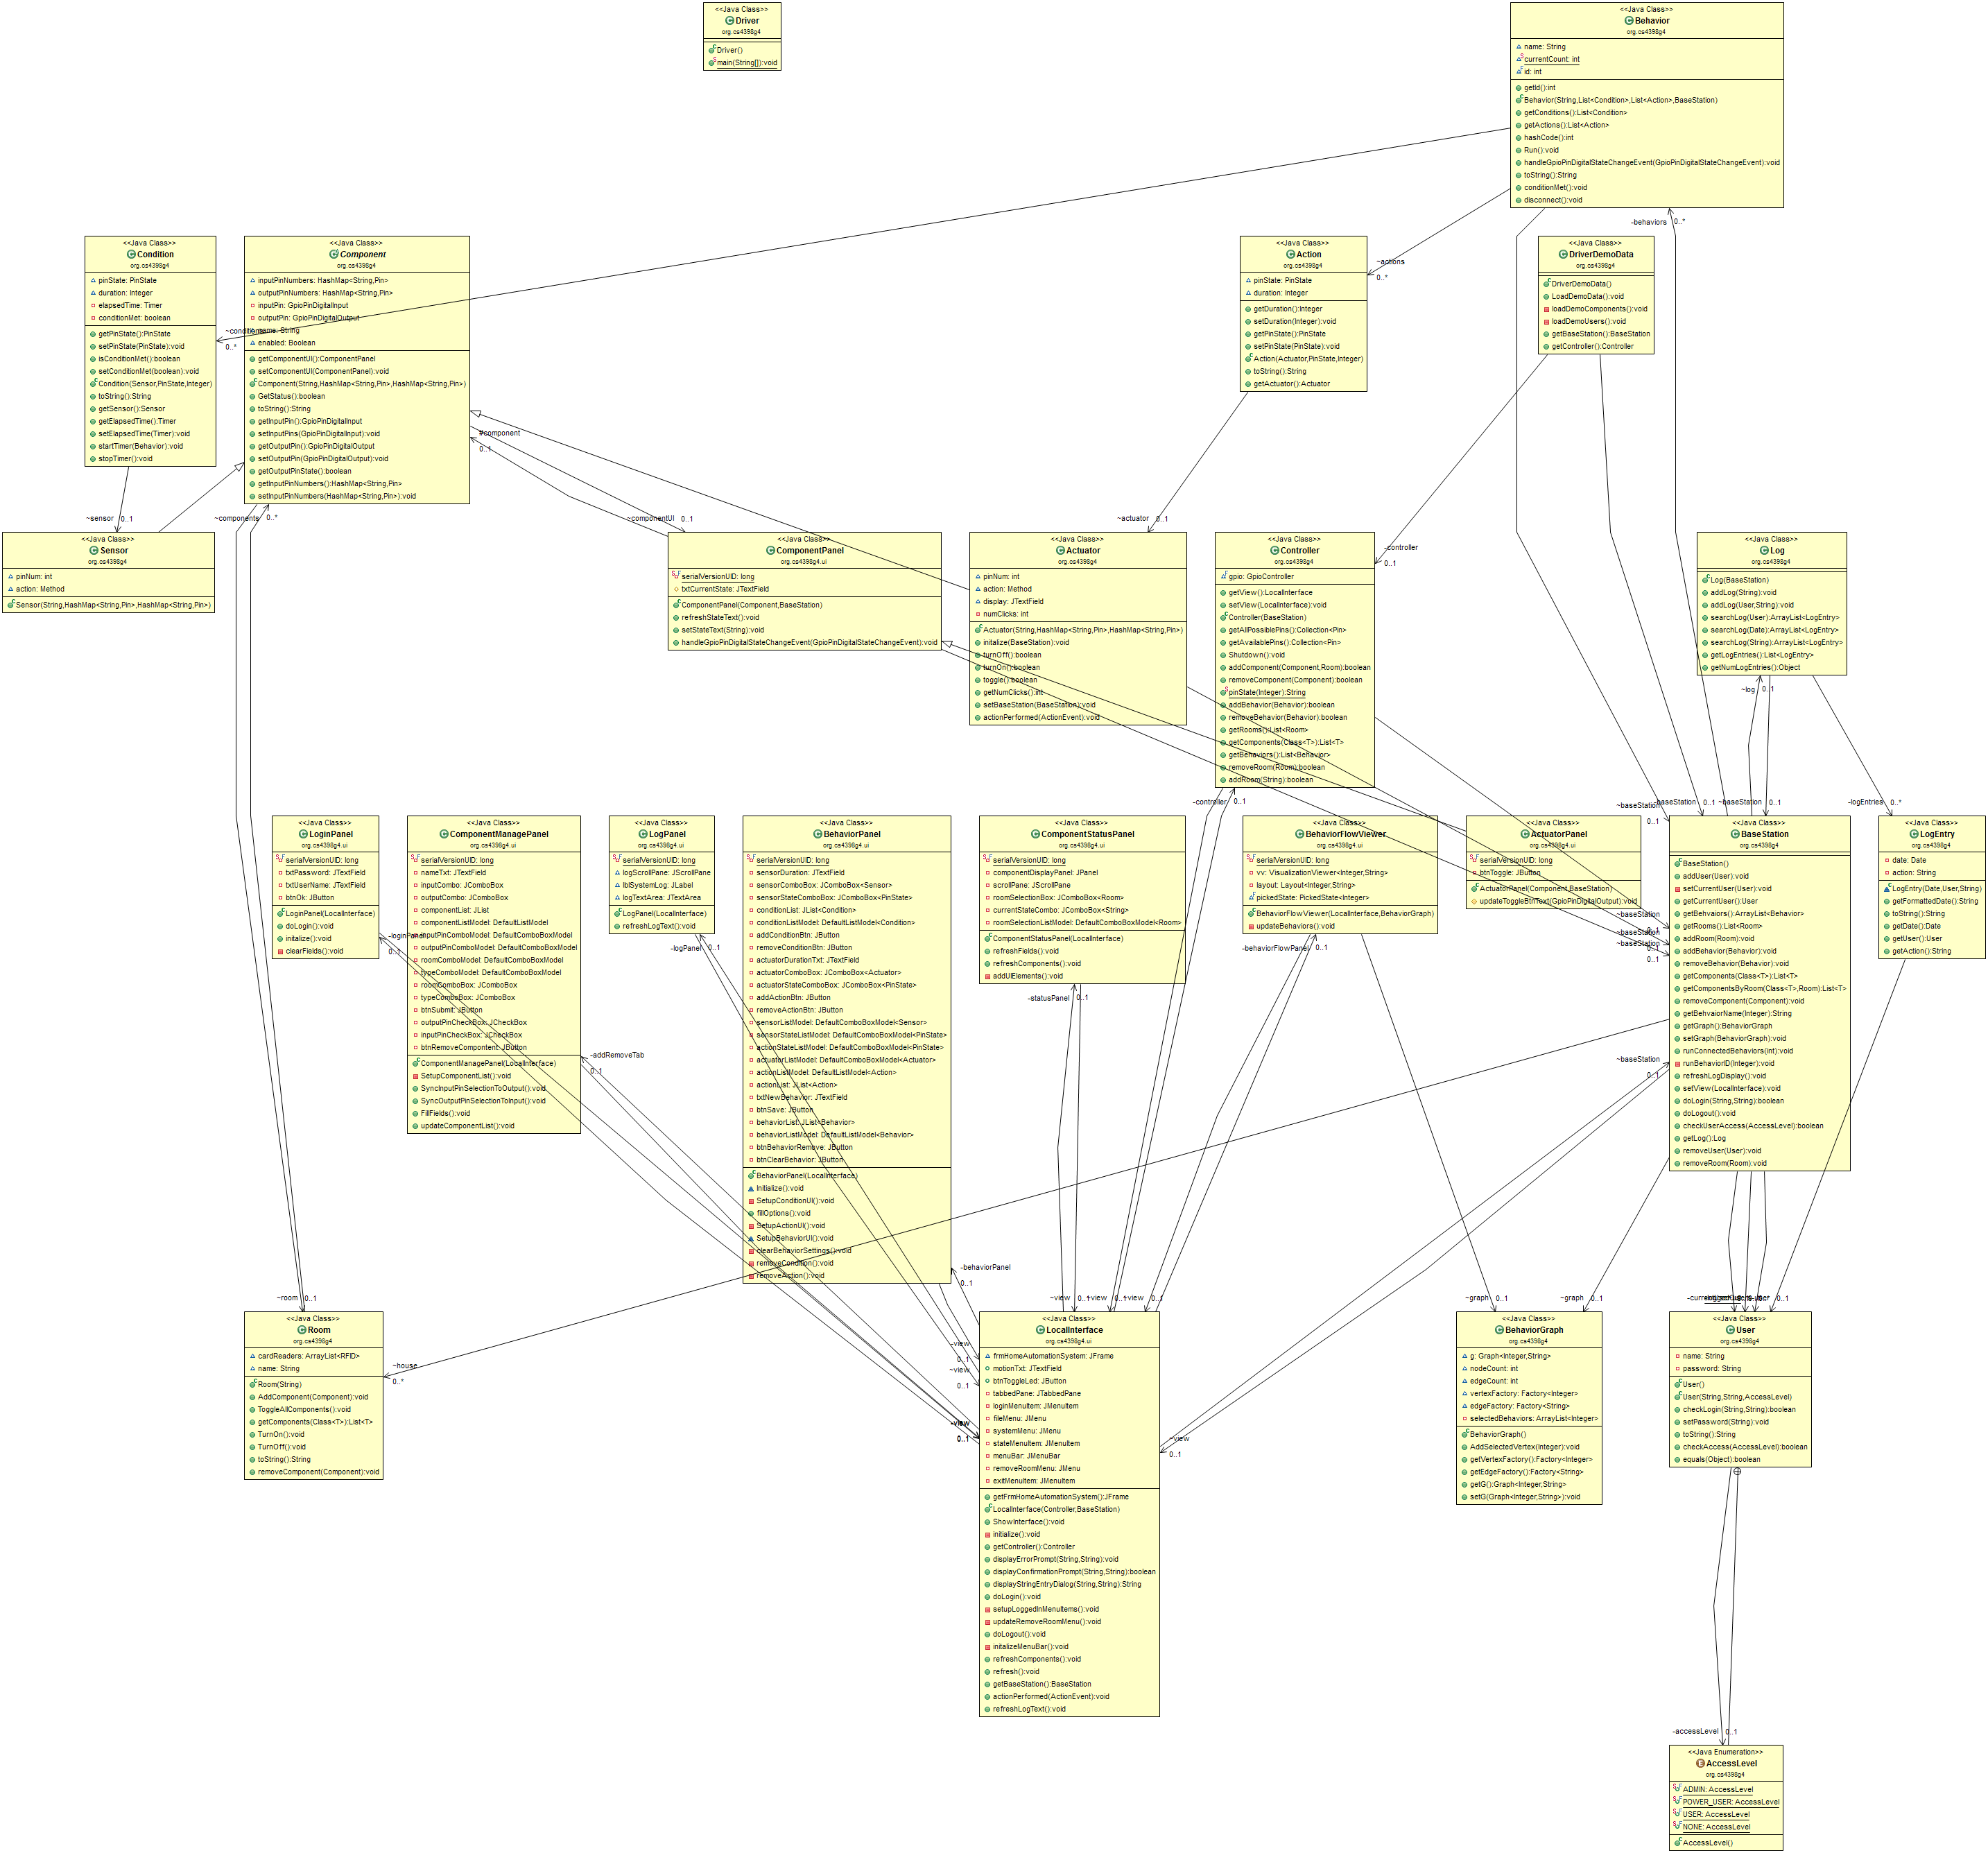 <<Java Class>>
Driver
org.cs4398g4
Driver()
main(String[]):void
<<Java Class>>
Behavior
org.cs4398g4
name: String
currentCount: int
id: int
getId():int
Behavior(String,List<Condition>,List<Action>,BaseStation)
getConditions():List<Condition>
getActions():List<Action>
hashCode():int
Run():void
handleGpioPinDigitalStateChangeEvent(GpioPinDigitalStateChangeEvent):void
toString():String
conditionMet():void
disconnect():void
-behaviors
0..*
<<Java Class>>
Condition
org.cs4398g4
pinState: PinState
duration: Integer
elapsedTime: Timer
conditionMet: boolean
getPinState():PinState
setPinState(PinState):void
isConditionMet():boolean
setConditionMet(boolean):void
Condition(Sensor,PinState,Integer)
toString():String
getSensor():Sensor
getElapsedTime():Timer
setElapsedTime(Timer):void
startTimer(Behavior):void
stopTimer():void
~conditions
0..*
<<Java Class>>
Component
org.cs4398g4
inputPinNumbers: HashMap<String,Pin>
outputPinNumbers: HashMap<String,Pin>
inputPin: GpioPinDigitalInput
outputPin: GpioPinDigitalOutput
name: String
enabled: Boolean
getComponentUI():ComponentPanel
setComponentUI(ComponentPanel):void
Component(String,HashMap<String,Pin>,HashMap<String,Pin>)
GetStatus():boolean
toString():String
getInputPin():GpioPinDigitalInput
setInputPins(GpioPinDigitalInput):void
getOutputPin():GpioPinDigitalOutput
setOutputPin(GpioPinDigitalOutput):void
getOutputPinState():boolean
getInputPinNumbers():HashMap<String,Pin>
setInputPinNumbers(HashMap<String,Pin>):void
#component
0..1
<<Java Class>>
Action
org.cs4398g4
pinState: PinState
duration: Integer
getDuration():Integer
setDuration(Integer):void
getPinState():PinState
setPinState(PinState):void
Action(Actuator,PinState,Integer)
toString():String
getActuator():Actuator
~actions
0..*
<<Java Class>>
DriverDemoData
org.cs4398g4
DriverDemoData()
LoadDemoData():void
loadDemoComponents():void
loadDemoUsers():void
getBaseStation():BaseStation
getController():Controller
~sensor
0..1
~components
0..*
~componentUI
0..1
~actuator
0..1
-controller
0..1
<<Java Class>>
Sensor
org.cs4398g4
pinNum: int
action: Method
Sensor(String,HashMap<String,Pin>,HashMap<String,Pin>)
<<Java Class>>
ComponentPanel
org.cs4398g4.ui
serialVersionUID: long
txtCurrentState: JTextField
ComponentPanel(Component,BaseStation)
refreshStateText():void
setStateText(String):void
handleGpioPinDigitalStateChangeEvent(GpioPinDigitalStateChangeEvent):void
<<Java Class>>
Actuator
org.cs4398g4
pinNum: int
action: Method
display: JTextField
numClicks: int
Actuator(String,HashMap<String,Pin>,HashMap<String,Pin>)
initalize(BaseStation):void
turnOff():boolean
turnOn():boolean
toggle():boolean
getNumClicks():int
setBaseStation(BaseStation):void
actionPerformed(ActionEvent):void
<<Java Class>>
Controller
org.cs4398g4
gpio: GpioController
getView():LocalInterface
setView(LocalInterface):void
Controller(BaseStation)
getAllPossiblePins():Collection<Pin>
getAvailablePins():Collection<Pin>
Shutdown():void
addComponent(Component,Room):boolean
removeComponent(Component):boolean
pinState(Integer):String
addBehavior(Behavior):boolean
removeBehavior(Behavior):boolean
getRooms():List<Room>
getComponents(Class<T>):List<T>
getBehaviors():List<Behavior>
removeRoom(Room):boolean
addRoom(String):boolean
<<Java Class>>
Log
org.cs4398g4
Log(BaseStation)
addLog(String):void
addLog(User,String):void
searchLog(User):ArrayList<LogEntry>
searchLog(Date):ArrayList<LogEntry>
searchLog(String):ArrayList<LogEntry>
getLogEntries():List<LogEntry>
getNumLogEntries():Object
~log
0..1
-controller
0..1
~baseStation
0..1
-baseStation
0..1
~baseStation
0..1
-logEntries
0..*
<<Java Class>>
LoginPanel
org.cs4398g4.ui
serialVersionUID: long
txtPassword: JTextField
txtUserName: JTextField
btnOk: JButton
LoginPanel(LocalInterface)
doLogin():void
initalize():void
clearFields():void
-loginPanel
0..1
<<Java Class>>
ComponentManagePanel
org.cs4398g4.ui
serialVersionUID: long
nameTxt: JTextField
inputCombo: JComboBox
outputCombo: JComboBox
componentList: JList
componentListModel: DefaultListModel
inputPinComboModel: DefaultComboBoxModel
outputPinComboModel: DefaultComboBoxModel
roomComboModel: DefaultComboBoxModel
typeComboModel: DefaultComboBoxModel
roomComboBox: JComboBox
typeComboBox: JComboBox
btnSubmit: JButton
outputPinCheckBox: JCheckBox
inputPinCheckBox: JCheckBox
btnRemoveCompontent: JButton
ComponentManagePanel(LocalInterface)
SetupComponentList():void
SyncInputPinSelectionToOutput():void
SyncOutputPinSelectionToInput():void
FillFields():void
updateComponentList():void
-addRemoveTab
0..1
<<Java Class>>
LogPanel
org.cs4398g4.ui
serialVersionUID: long
logScrollPane: JScrollPane
lblSystemLog: JLabel
logTextArea: JTextArea
LogPanel(LocalInterface)
refreshLogText():void
-logPanel
0..1
<<Java Class>>
BehaviorPanel
org.cs4398g4.ui
serialVersionUID: long
sensorDuration: JTextField
sensorComboBox: JComboBox<Sensor>
sensorStateComboBox: JComboBox<PinState>
conditionList: JList<Condition>
conditionListModel: DefaultListModel<Condition>
addConditionBtn: JButton
removeConditionBtn: JButton
actuatorDurationTxt: JTextField
actuatorComboBox: JComboBox<Actuator>
actuatorStateComboBox: JComboBox<PinState>
addActionBtn: JButton
removeActionBtn: JButton
sensorListModel: DefaultComboBoxModel<Sensor>
sensorStateListModel: DefaultComboBoxModel<PinState>
actionStateListModel: DefaultComboBoxModel<PinState>
actuatorListModel: DefaultComboBoxModel<Actuator>
actionListModel: DefaultListModel<Action>
actionList: JList<Action>
txtNewBehavior: JTextField
btnSave: JButton
behaviorList: JList<Behavior>
behaviorListModel: DefaultListModel<Behavior>
btnBehaviorRemove: JButton
btnClearBehavior: JButton
BehaviorPanel(LocalInterface)
Initialize():void
SetupConditionUI():void
fillOptions():void
SetupActionUI():void
SetupBehaviorUI():void
clearBehaviorSettings():void
removeCondition():void
removeAction():void
-behaviorPanel
0..1
<<Java Class>>
ComponentStatusPanel
org.cs4398g4.ui
serialVersionUID: long
componentDisplayPanel: JPanel
scrollPane: JScrollPane
roomSelectionBox: JComboBox<Room>
currentStateCombo: JComboBox<String>
roomSelectionListModel: DefaultComboBoxModel<Room>
ComponentStatusPanel(LocalInterface)
refreshFields():void
refreshComponents():void
addUIElements():void
-statusPanel
0..1
<<Java Class>>
BehaviorFlowViewer
org.cs4398g4.ui
serialVersionUID: long
vv: VisualizationViewer<Integer,String>
layout: Layout<Integer,String>
pickedState: PickedState<Integer>
BehaviorFlowViewer(LocalInterface,BehaviorGraph)
updateBehaviors():void
-behaviorFlowPanel
0..1
<<Java Class>>
ActuatorPanel
org.cs4398g4.ui
serialVersionUID: long
btnToggle: JButton
ActuatorPanel(Component,BaseStation)
updateToggleBtnText(GpioPinDigitalOutput):void
~baseStation
0..1
~baseStation
0..1
~baseStation
0..1
<<Java Class>>
BaseStation
org.cs4398g4
BaseStation()
addUser(User):void
setCurrentUser(User):void
getCurrentUser():User
getBehvaiors():ArrayList<Behavior>
getRooms():List<Room>
addRoom(Room):void
addBehavior(Behavior):void
removeBehavior(Behavior):void
getComponents(Class<T>):List<T>
getComponentsByRoom(Class<T>,Room):List<T>
removeComponent(Component):void
getBehvaiorName(Integer):String
getGraph():BehaviorGraph
setGraph(BehaviorGraph):void
runConnectedBehaviors(int):void
runBehaviorID(Integer):void
refreshLogDisplay():void
setView(LocalInterface):void
doLogin(String,String):boolean
doLogout():void
checkUserAccess(AccessLevel):boolean
getLog():Log
removeUser(User):void
removeRoom(Room):void
~baseStation
0..1
<<Java Class>>
LogEntry
org.cs4398g4
date: Date
action: String
LogEntry(Date,User,String)
getFormattedDate():String
toString():String
getDate():Date
getUser():User
getAction():String
~room
0..1
<<Java Class>>
Room
org.cs4398g4
cardReaders: ArrayList<RFID>
name: String
Room(String)
AddComponent(Component):void
ToggleAllComponents():void
getComponents(Class<T>):List<T>
TurnOn():void
TurnOff():void
toString():String
removeComponent(Component):void
~house
0..*
-view
0..1
~view
0..1
-view
0..1
~view
0..1
~view
0..1
~view
0..1
<<Java Class>>
LocalInterface
org.cs4398g4.ui
frmHomeAutomationSystem: JFrame
motionTxt: JTextField
btnToggleLed: JButton
tabbedPane: JTabbedPane
loginMenuItem: JMenuItem
fileMenu: JMenu
systemMenu: JMenu
stateMenuItem: JMenuItem
menuBar: JMenuBar
removeRoomMenu: JMenu
exitMenuItem: JMenuItem
getFrmHomeAutomationSystem():JFrame
LocalInterface(Controller,BaseStation)
ShowInterface():void
initialize():void
getController():Controller
displayErrorPrompt(String,String):void
displayConfirmationPrompt(String,String):boolean
displayStringEntryDialog(String,String):String
doLogin():void
setupLoggedInMenuItems():void
updateRemoveRoomMenu():void
doLogout():void
initalizeMenuBar():void
refreshComponents():void
refresh():void
getBaseStation():BaseStation
actionPerformed(ActionEvent):void
refreshLogText():void
~view
0..1
~graph
0..1
~graph
0..1
<<Java Class>>
BehaviorGraph
org.cs4398g4
g: Graph<Integer,String>
nodeCount: int
edgeCount: int
vertexFactory: Factory<Integer>
edgeFactory: Factory<String>
selectedBehaviors: ArrayList<Integer>
BehaviorGraph()
AddSelectedVertex(Integer):void
getVertexFactory():Factory<Integer>
getEdgeFactory():Factory<String>
getG():Graph<Integer,String>
setG(Graph<Integer,String>):void
0..1
<<Java Class>>
User
org.cs4398g4
name: String
password: String
User()
User(String,String,AccessLevel)
checkLogin(String,String):boolean
setPassword(String):void
toString():String
checkAccess(AccessLevel):boolean
equals(Object):boolean
-accessLevel
0..1
<<Java Enumeration>>
AccessLevel
org.cs4398g4
ADMIN: AccessLevel
POWER_USER: AccessLevel
USER: AccessLevel
NONE: AccessLevel
AccessLevel()